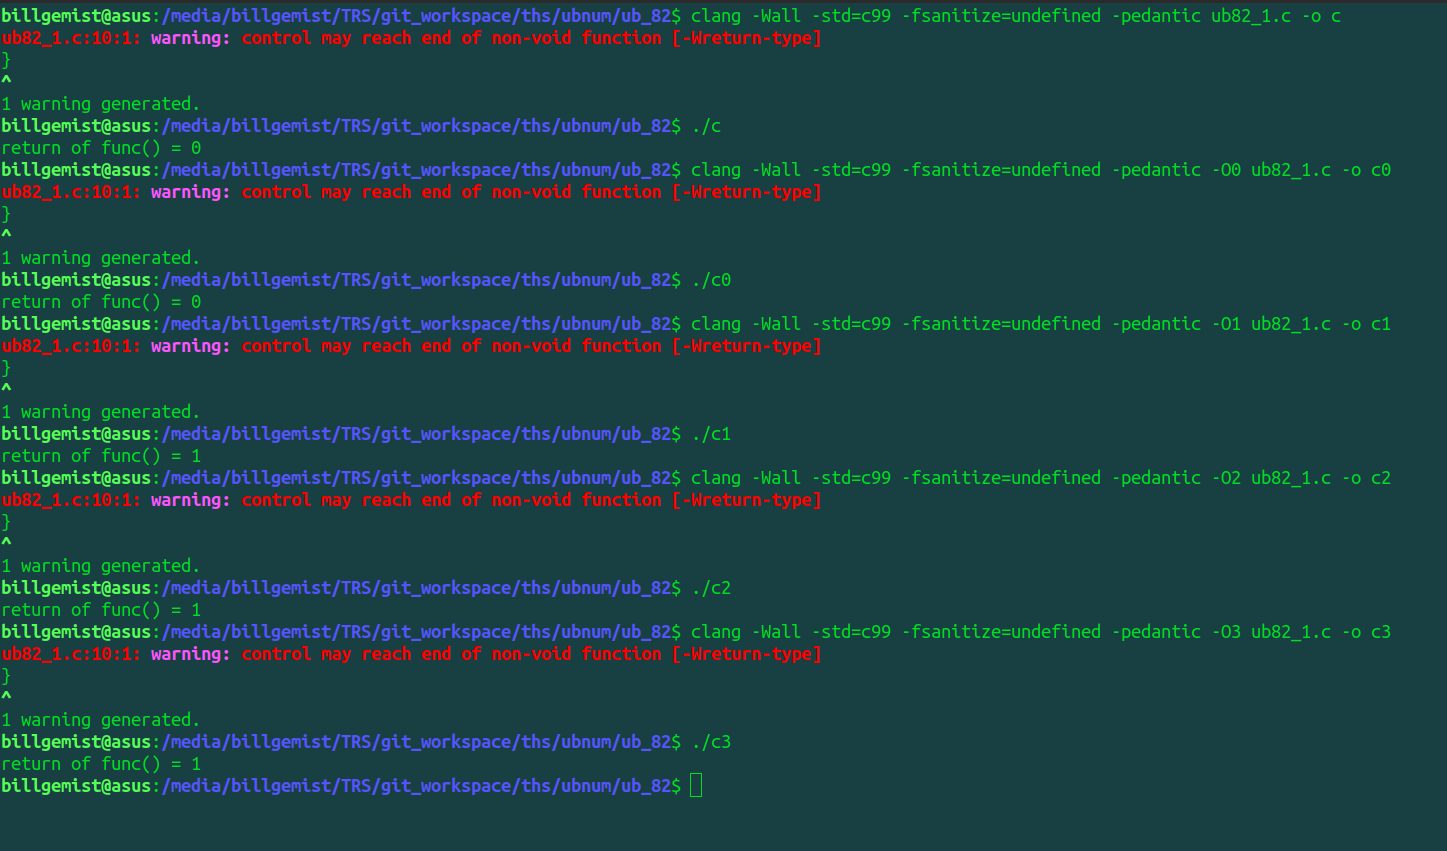 billgemist@asus:/media/billgemist/TRS/git_workspace/ths/ubnum/ub_82$ clang -Wall -std=c99 -fsanitize=undefined -pedantic ub82_1.c -o c
ub82_1.c:10:1: warning: control may reach end of non-void function [-Wreturn-type]
}
^
1 warning generated.
billgemist@asus:/media/billgemist/TRS/git_workspace/ths/ubnum/ub_82$ ./c
return of func() = 0
billgemist@asus:/media/billgemist/TRS/git_workspace/ths/ubnum/ub_82$ clang -Wall -std=c99 -fsanitize=undefined -pedantic -O0 ub82_1.c -o c0
ub82_1.c:10:1: warning: control may reach end of non-void function [-Wreturn-type]
}
^
1 warning generated.
billgemist@asus:/media/billgemist/TRS/git_workspace/ths/ubnum/ub_82$ ./c0
return of func() = 0
billgemist@asus:/media/billgemist/TRS/git_workspace/ths/ubnum/ub_82$ clang -Wall -std=c99 -fsanitize=undefined -pedantic -O1 ub82_1.c -o c1
ub82_1.c:10:1: warning: control may reach end of non-void function [-Wreturn-type]
}
^
1 warning generated.
billgemist@asus:/media/billgemist/TRS/git_workspace/ths/ubnum/ub_82$ ./c1
return of func() = 1
billgemist@asus:/media/billgemist/TRS/git_workspace/ths/ubnum/ub_82$ clang -Wall -std=c99 -fsanitize=undefined -pedantic -O2 ub82_1.c -o c2
ub82_1.c:10:1: warning: control may reach end of non-void function [-Wreturn-type]
}
^
1 warning generated.
billgemist@asus:/media/billgemist/TRS/git_workspace/ths/ubnum/ub_82$ ./c2
return of func() = 1
billgemist@asus:/media/billgemist/TRS/git_workspace/ths/ubnum/ub_82$ clang -Wall -std=c99 -fsanitize=undefined -pedantic -O3 ub82_1.c -o c3
ub82_1.c:10:1: warning: control may reach end of non-void function [-Wreturn-type]
}
^
1 warning generated.
billgemist@asus:/media/billgemist/TRS/git_workspace/ths/ubnum/ub_82$ ./c3
return of func() = 1
billgemist@asus:/media/billgemist/TRS/git_workspace/ths/ubnum/ub_82$